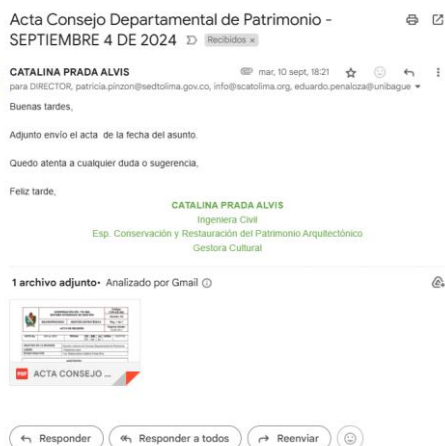 Acta Consejo Departamental de Patrimonio -
SEPTIEMBRE 4 DE 2024 Recibidos x
CATALINA PRADA ALVIS mar, 10 sept, 18:21
para DIRECTOR, patricia.pinzon@sedtolima.gov.co, info@scatolima.org, eduardo.penaloza@unibague
Buenas tardes,
Adjunto envío el acta de la fecha del asunto.
Quedo atenta a cualquier duda o sugerencia,
Feliz tarde,
CATALINA PRADA ALVIS
Ingeniera Civil
Esp. Conservación y Restauración del Patrimonio Arquitectónico
Gestora Cultural
1 archivo adjunto• Analizado por Gmail
PDF ACTA CONSEJO ...
Responder Responder a todos Reenviar